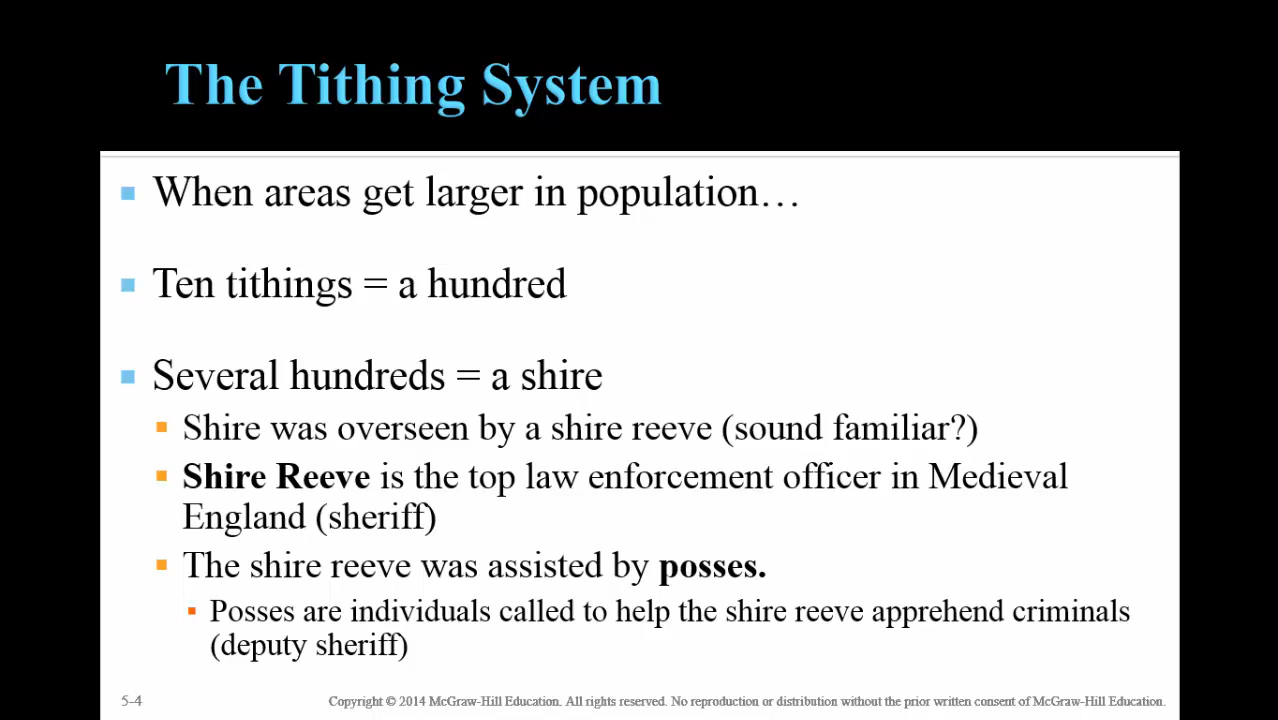 The Tithing System
When areas get larger in population…
Ten tithings = a hundred
Several hundreds = a shire
Shire was overseen by a shire reeve (sound familiar?)
Shire Reeve is the top law enforcement officer in Medieval
England (sheriff)
The shire reeve was assisted by posses.
Posses are individuals called to help the shire reeve apprehend criminals
(deputy sheriff)
5-4
Copyright © 2014 McGraw-Hill Education. All rights reserved. No reproduction or distribution without the prior written consent of McGraw-Hill Education.